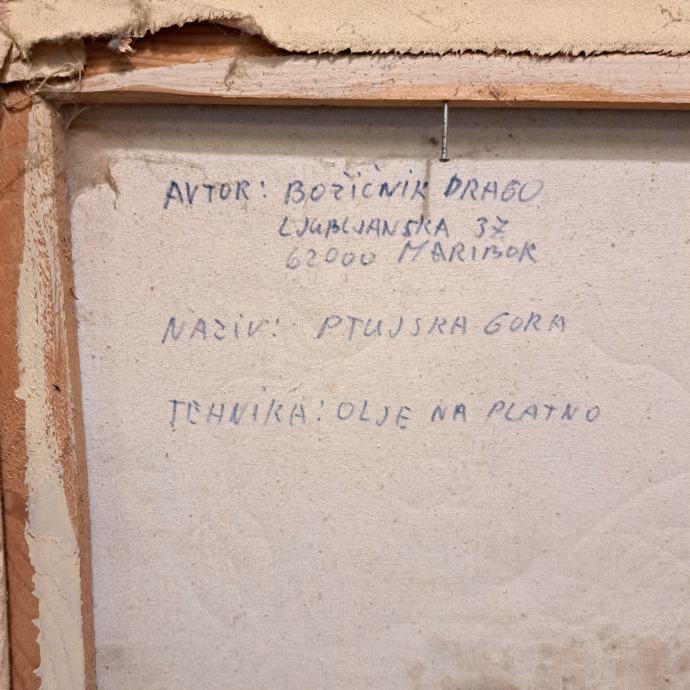 AVTOR: BOŽIČNIK DRAGO
LJUBLJANSKA 37
62000 MARIBOR
NAZIV: PTUJSKA GORA
TEHNIKA: OLJE NA PLATNO